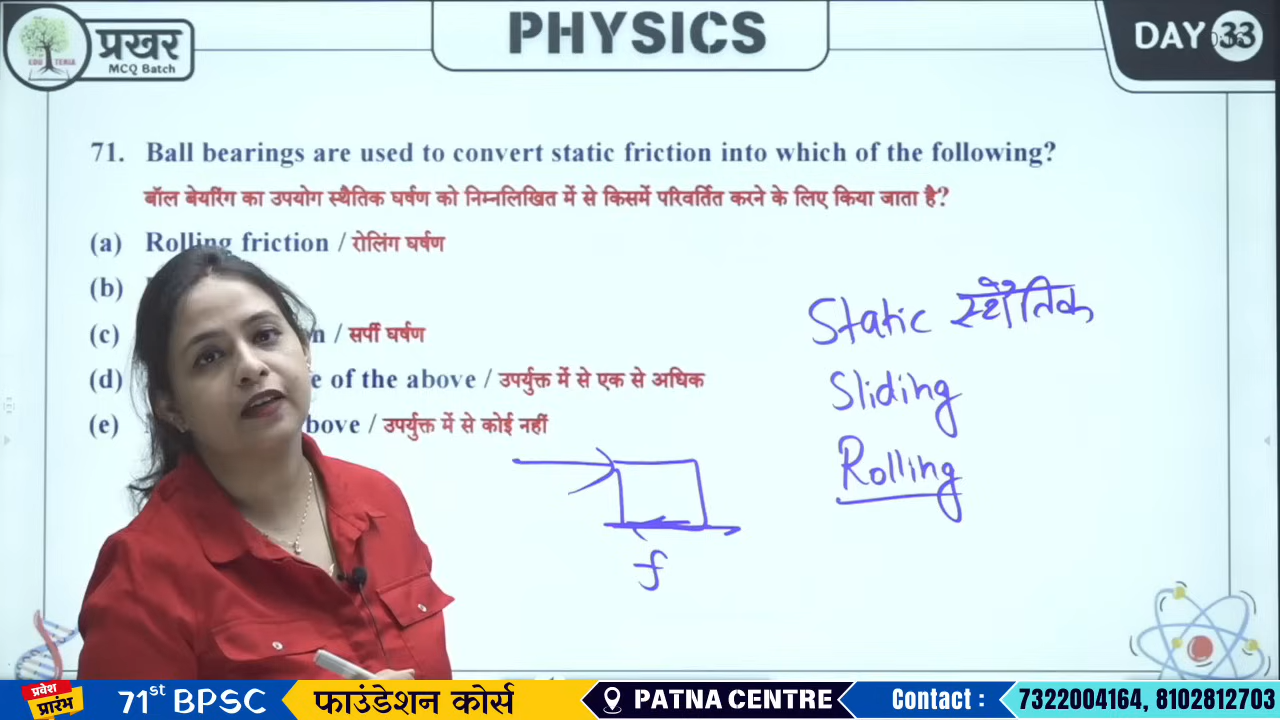 EDU TERIA
प्रखर
MCQ Batch
PHYSICS
DAY 33
71. Ball bearings are used to convert static friction into which of the following?
बॉल बेयरिंग का उपयोग स्थैतिक घर्षण को निम्नलिखित में से किसमें परिवर्तित करने के लिए किया जाता है?
(a) Rolling friction / रोलिंग घर्षण
(b)
(c) / सर्पी घर्षण
(d) of the above / उपर्युक्त में से एक से अधिक
(e) / उपर्युक्त में से कोई नहीं
Static स्थैतिक
Sliding
Rolling
f
प्रवेश
प्रारंभ
71st BPSC
फाउंडेशन कोर्स
PATNA CENTRE
Contact :
7322004164, 8102812703